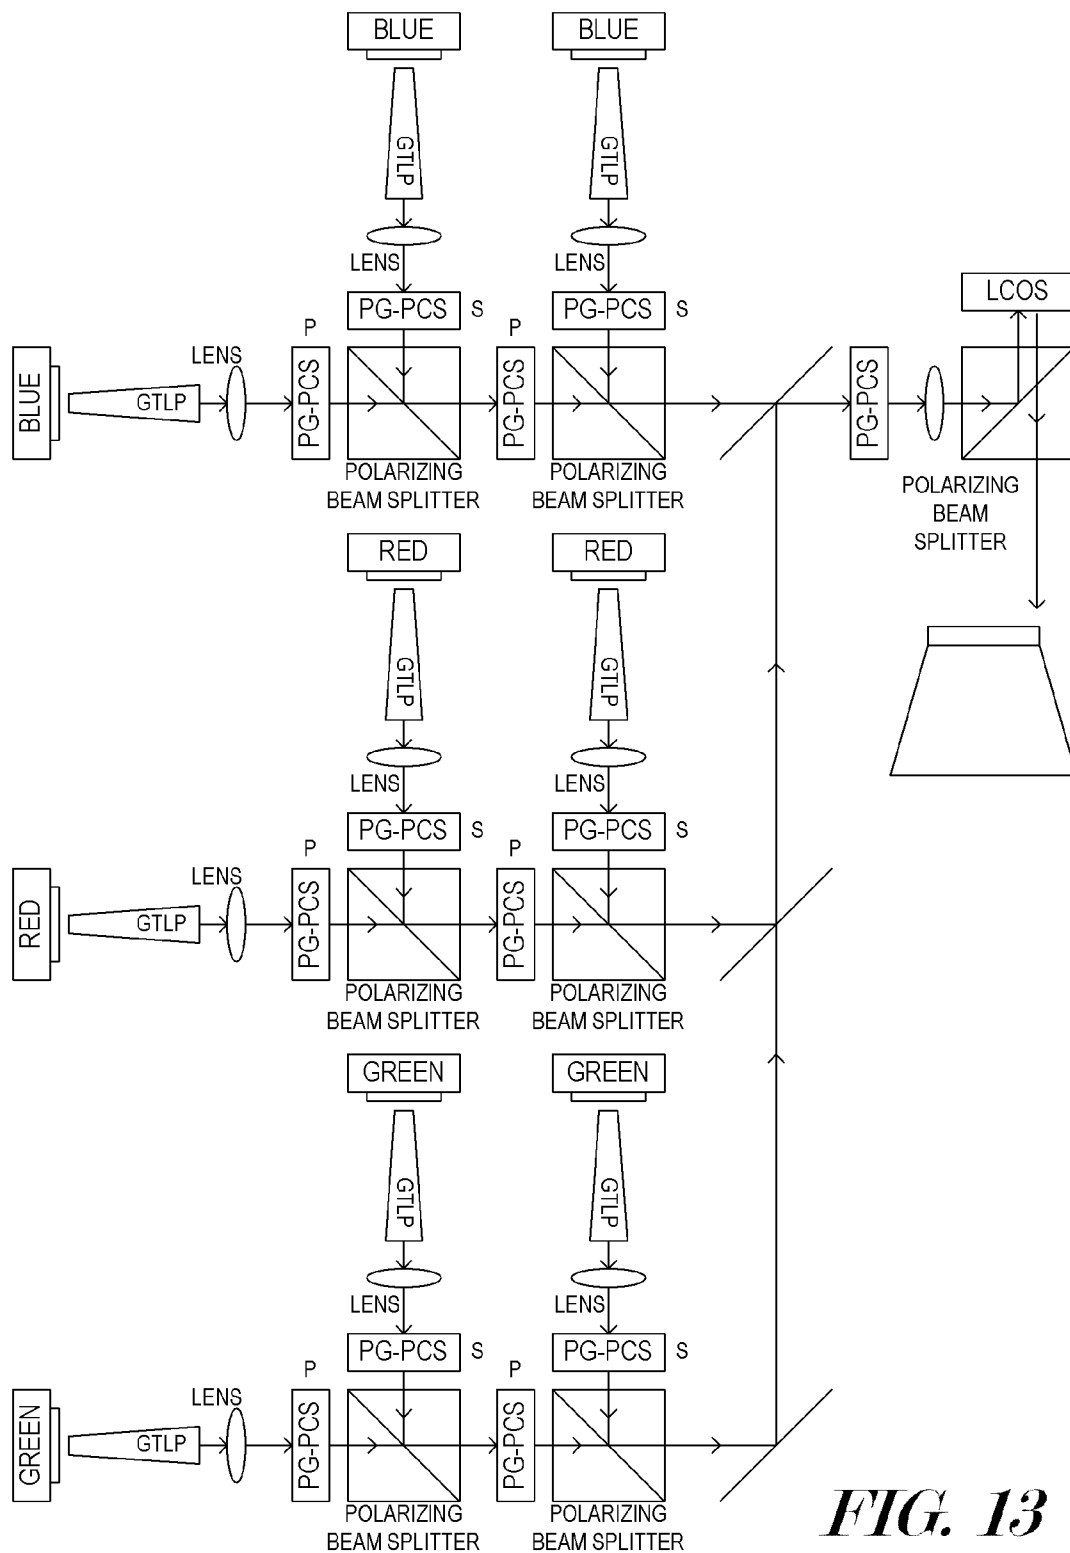 BLUE
BLUE
GTLP
GTLP
LENS
LENS
PG-PCS
S
PG-PCS
S
LCOS
P
P
LENS
BLUE
GTLP
PG-PCS
PG-PCS
PG-PCS
POLARIZING
BEAM SPLITTER
POLARIZING
BEAM SPLITTER
POLARIZING
BEAM
SPLITTER
RED
RED
GTLP
GTLP
LENS
LENS
PG-PCS
S
PG-PCS
S
P
P
LENS
RED
GTLP
PG-PCS
PG-PCS
POLARIZING
BEAM SPLITTER
POLARIZING
BEAM SPLITTER
GREEN
GREEN
GTLP
GTLP
LENS
LENS
PG-PCS
S
PG-PCS
S
P
P
LENS
GREEN
GTLP
PG-PCS
PG-PCS
POLARIZING
BEAM SPLITTER
POLARIZING
BEAM SPLITTER
FIG. 13